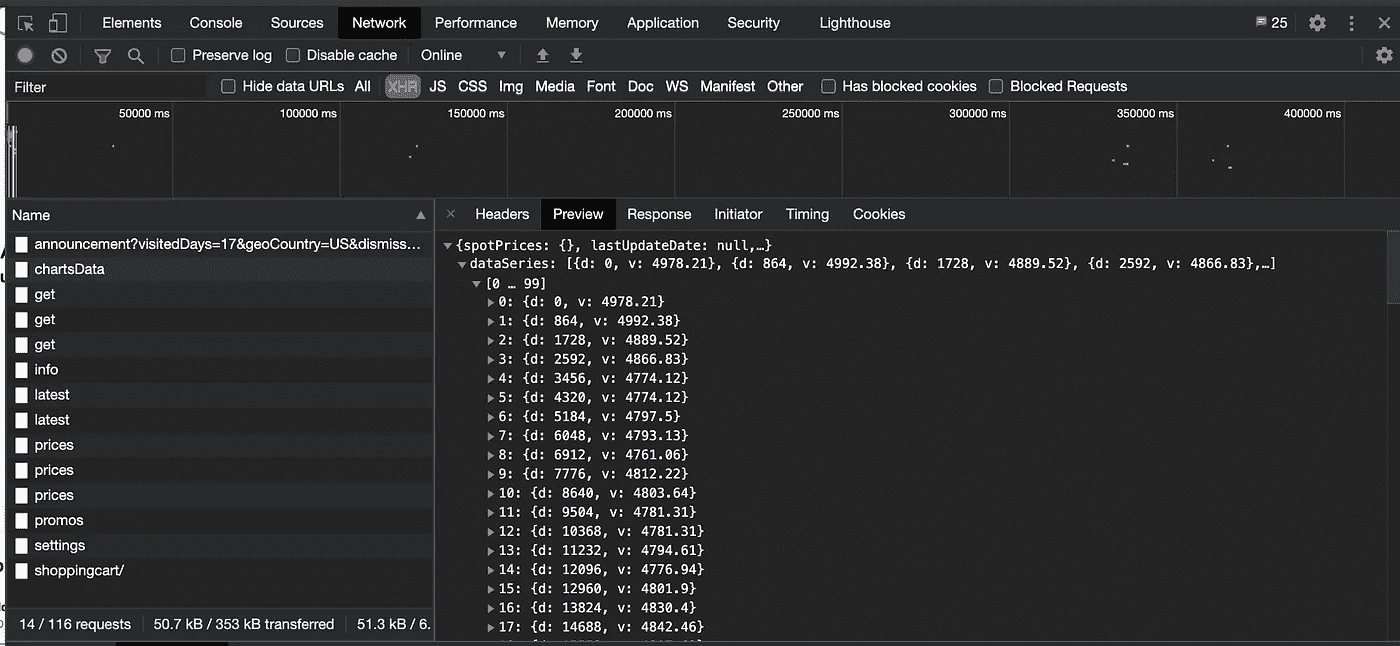 Elements Console Sources Network Performance Memory Application Security Lighthouse 25
Preserve log Disable cache Online
Filter Hide data URLs All XHR JS CSS Img Media Font Doc WS Manifest Other Has blocked cookies Blocked Requests
50000 ms 100000 ms 150000 ms 200000 ms 250000 ms 300000 ms 350000 ms 400000 ms
Name
announcement?visitedDays=17&geoCountry=US&dismiss...
chartsData
get
get
get
info
latest
latest
prices
prices
prices
promos
settings
shoppingcart/
14 / 116 requests 50.7 kB / 353 kB transferred 51.3 kB / 6.
Headers Preview Response Initiator Timing Cookies
{spotPrices: {}, lastUpdateDate: null,…}
dataSeries: [{d: 0, v: 4978.21}, {d: 864, v: 4992.38}, {d: 1728, v: 4889.52}, {d: 2592, v: 4866.83},…]
[0 … 99]
0: {d: 0, v: 4978.21}
1: {d: 864, v: 4992.38}
2: {d: 1728, v: 4889.52}
3: {d: 2592, v: 4866.83}
4: {d: 3456, v: 4774.12}
5: {d: 4320, v: 4774.12}
6: {d: 5184, v: 4797.5}
7: {d: 6048, v: 4793.13}
8: {d: 6912, v: 4761.06}
9: {d: 7776, v: 4812.22}
10: {d: 8640, v: 4803.64}
11: {d: 9504, v: 4781.31}
12: {d: 10368, v: 4781.31}
13: {d: 11232, v: 4794.61}
14: {d: 12096, v: 4776.94}
15: {d: 12960, v: 4801.9}
16: {d: 13824, v: 4830.4}
17: {d: 14688, v: 4842.46}